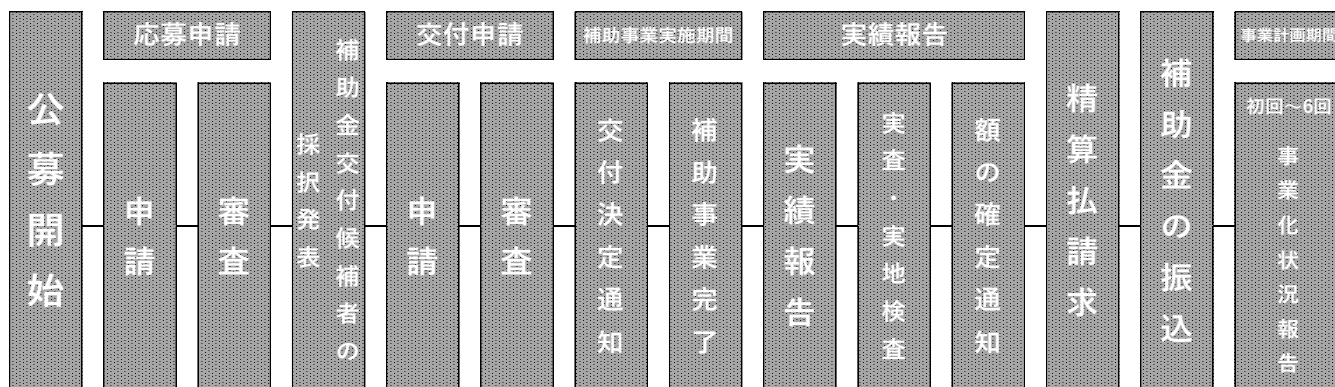 公募開始
応募申請
申請
審査
補助金交付候補者の
採択発表
交付申請
申請
審査
補助事業実施期間
交付決定通知
補助事業完了
実績報告
実績報告
実査・実地検査
額の確定通知
精算払請求
補助金の振込
事業計画期間
初回～6回
事業化状況報告